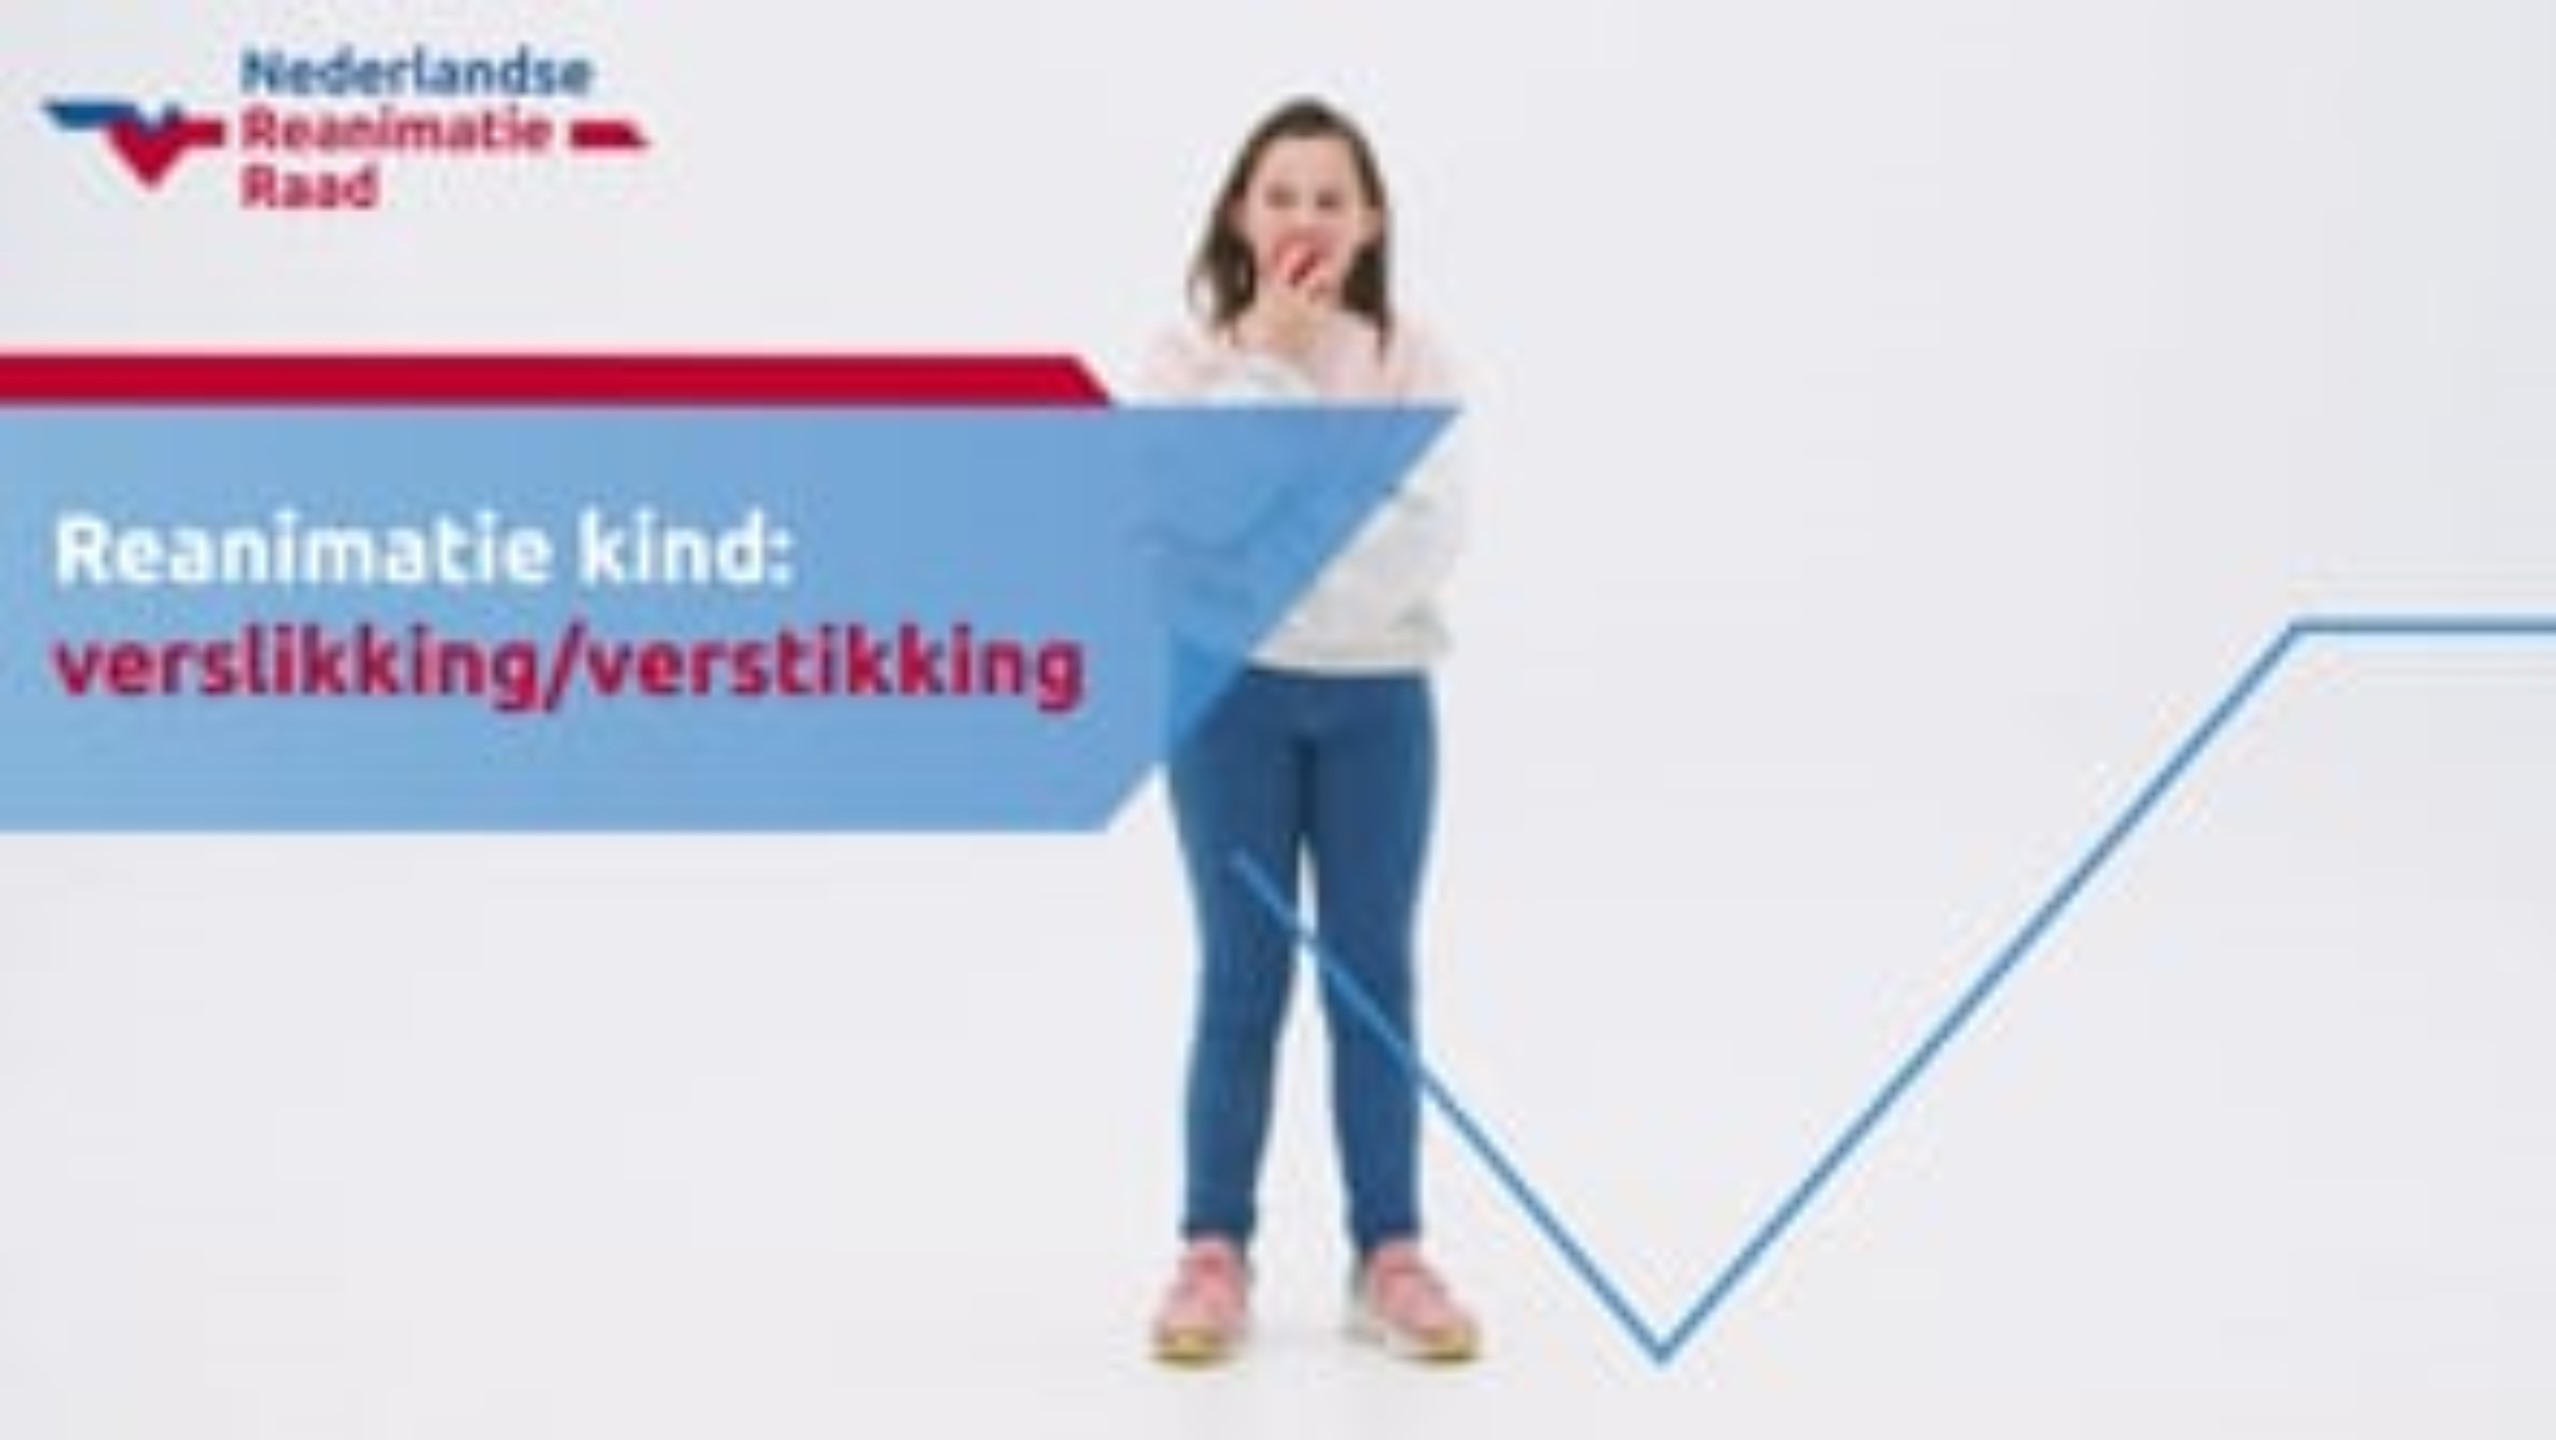 Nederlandse
Reanimatie
Raad
Reanimatie kind:
verslikking/verstikking